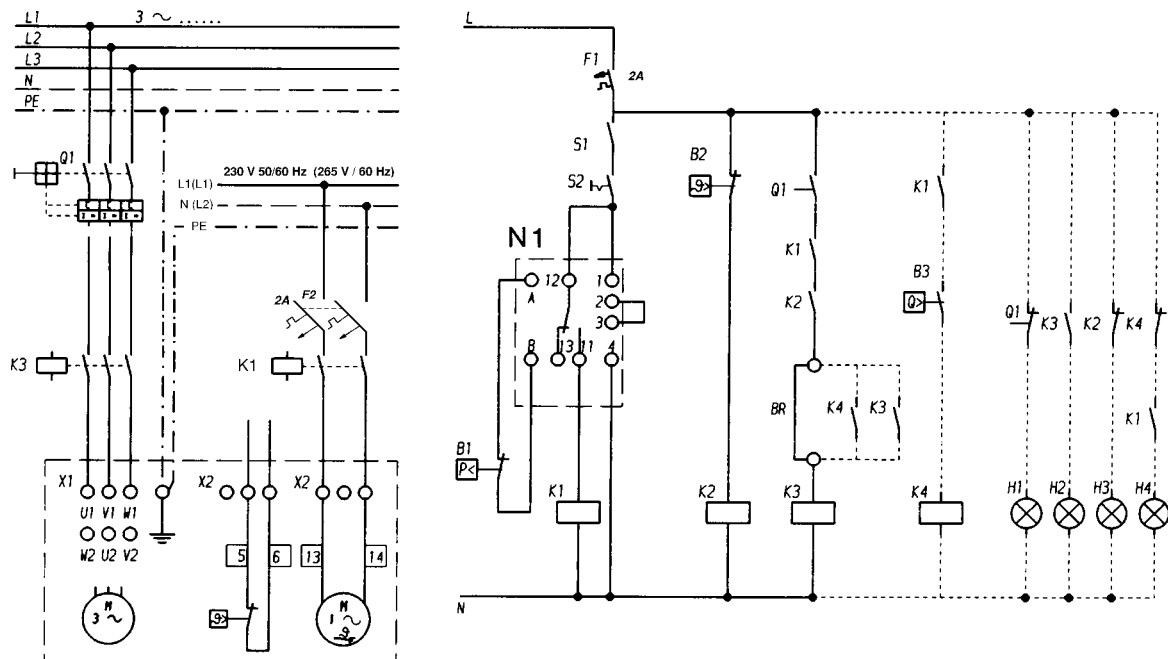 L1 3 ~ ......
L2
L3
N
PE
Q1
I> I> I>
230 V 50/60 Hz (265 V / 60 Hz)
L1(L1)
N (L2)
PE
2A F2
K3
K1
X1
U1 V1 W1
W2 U2 V2
X2
X2
5 6 13 14
M
3 ~
ϑ>
M
1 ~
ϑ
L
F1 2A
S1
S2
N1
A 12 1
2
3
B 13 11 4
B1
P<
K1
B2
ϑ>
K2
Q1
K1
K2
BR
K4 K3
K3
K1
B3
Q>
K4
Q1 K3 K2 K4
K1
H1 H2 H3 H4
N